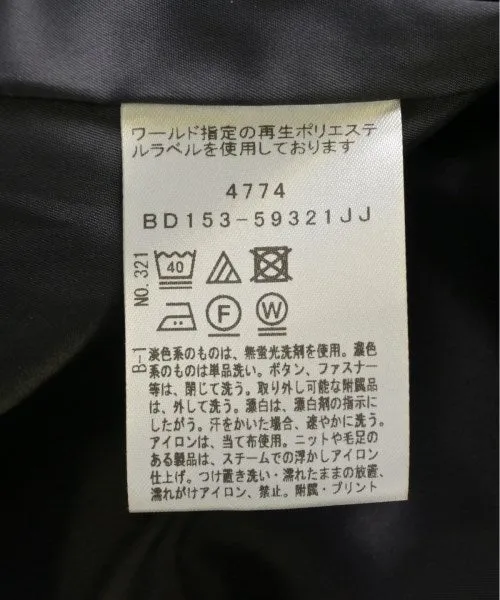 ワールド指定の再生ポリエステ
ルラベルを使用しております
4774
BD153-59321JJ
NO.321
40
F
W
B-1
淡色系のものは、無蛍光洗剤を使用。濃色
系のものは単品洗い。ボタン、ファスナー
等は、閉じて洗う。取り外し可能な附属品
は、外して洗う。漂白は、漂白剤の指示に
したがう。汗をかいた場合、速やかに洗う。
アイロンは、当て布使用。ニットや毛足の
ある製品は、スチームでの浮かしアイロン
仕上げ。つけ置き洗い・濡れたままの放置、
濡れがけアイロン、禁止。附属・プリント